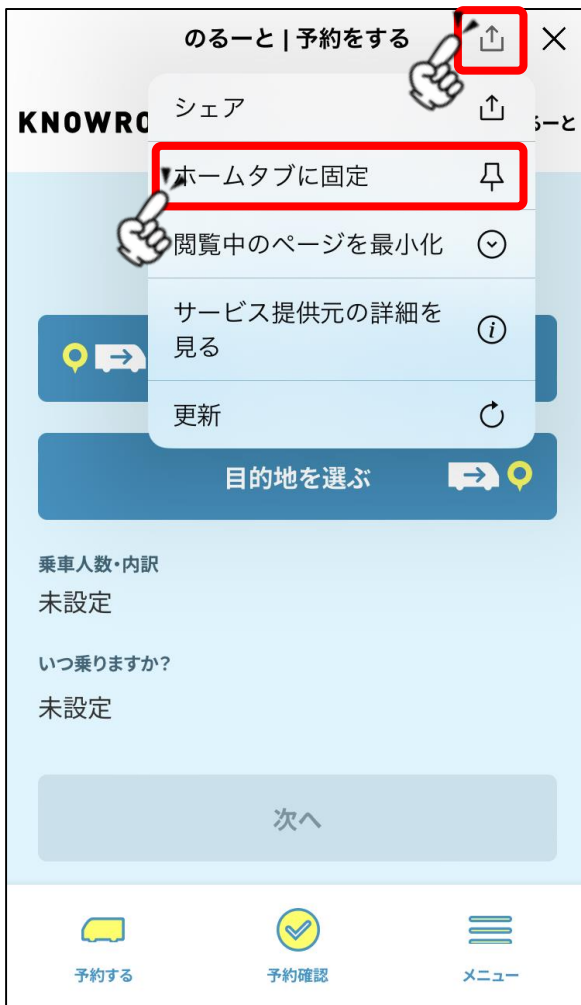 のるーと | 予約をする
シェア
KNOWRO
るーと
ホームタブに固定
閲覧中のページを最小化
サービス提供元の詳細を
見る
更新
目的地を選ぶ
乗車人数・内訳
未設定
いつ乗りますか?
未設定
次へ
予約する
予約確認
メニュー